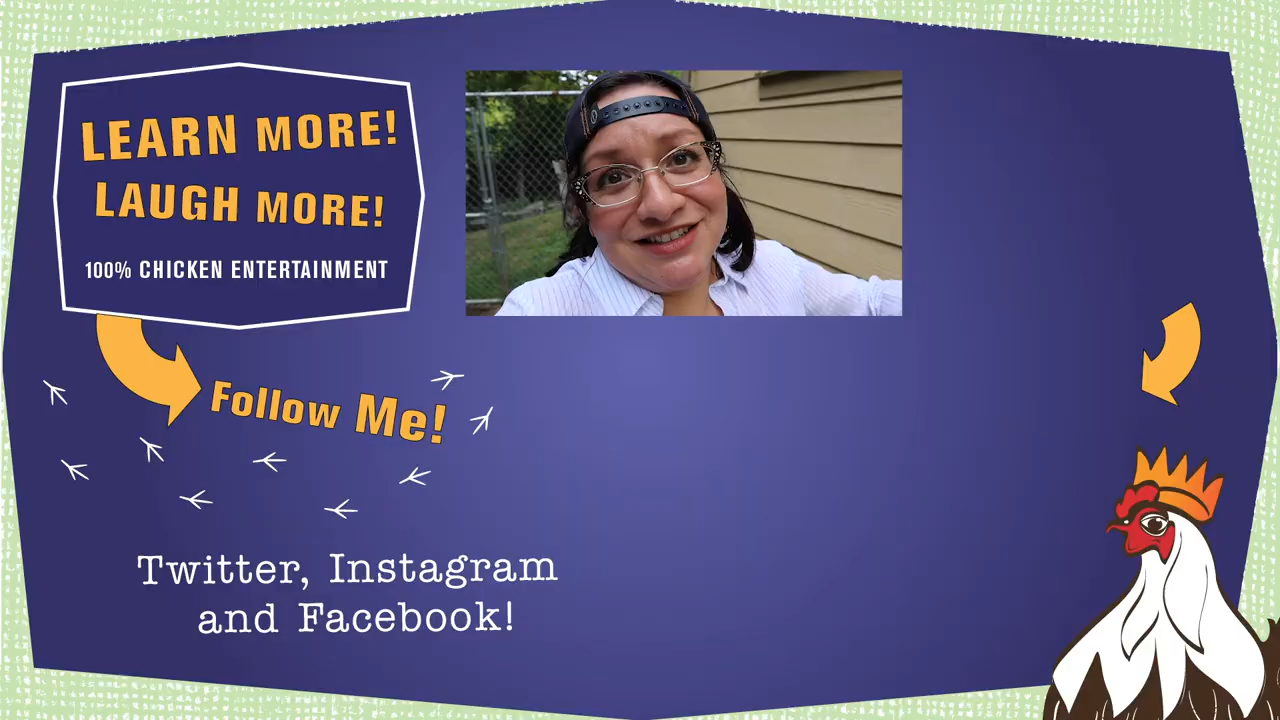 LEARN MORE!
LAUGH MORE!
100% CHICKEN ENTERTAINMENT
Follow Me!
Twitter, Instagram
and Facebook!